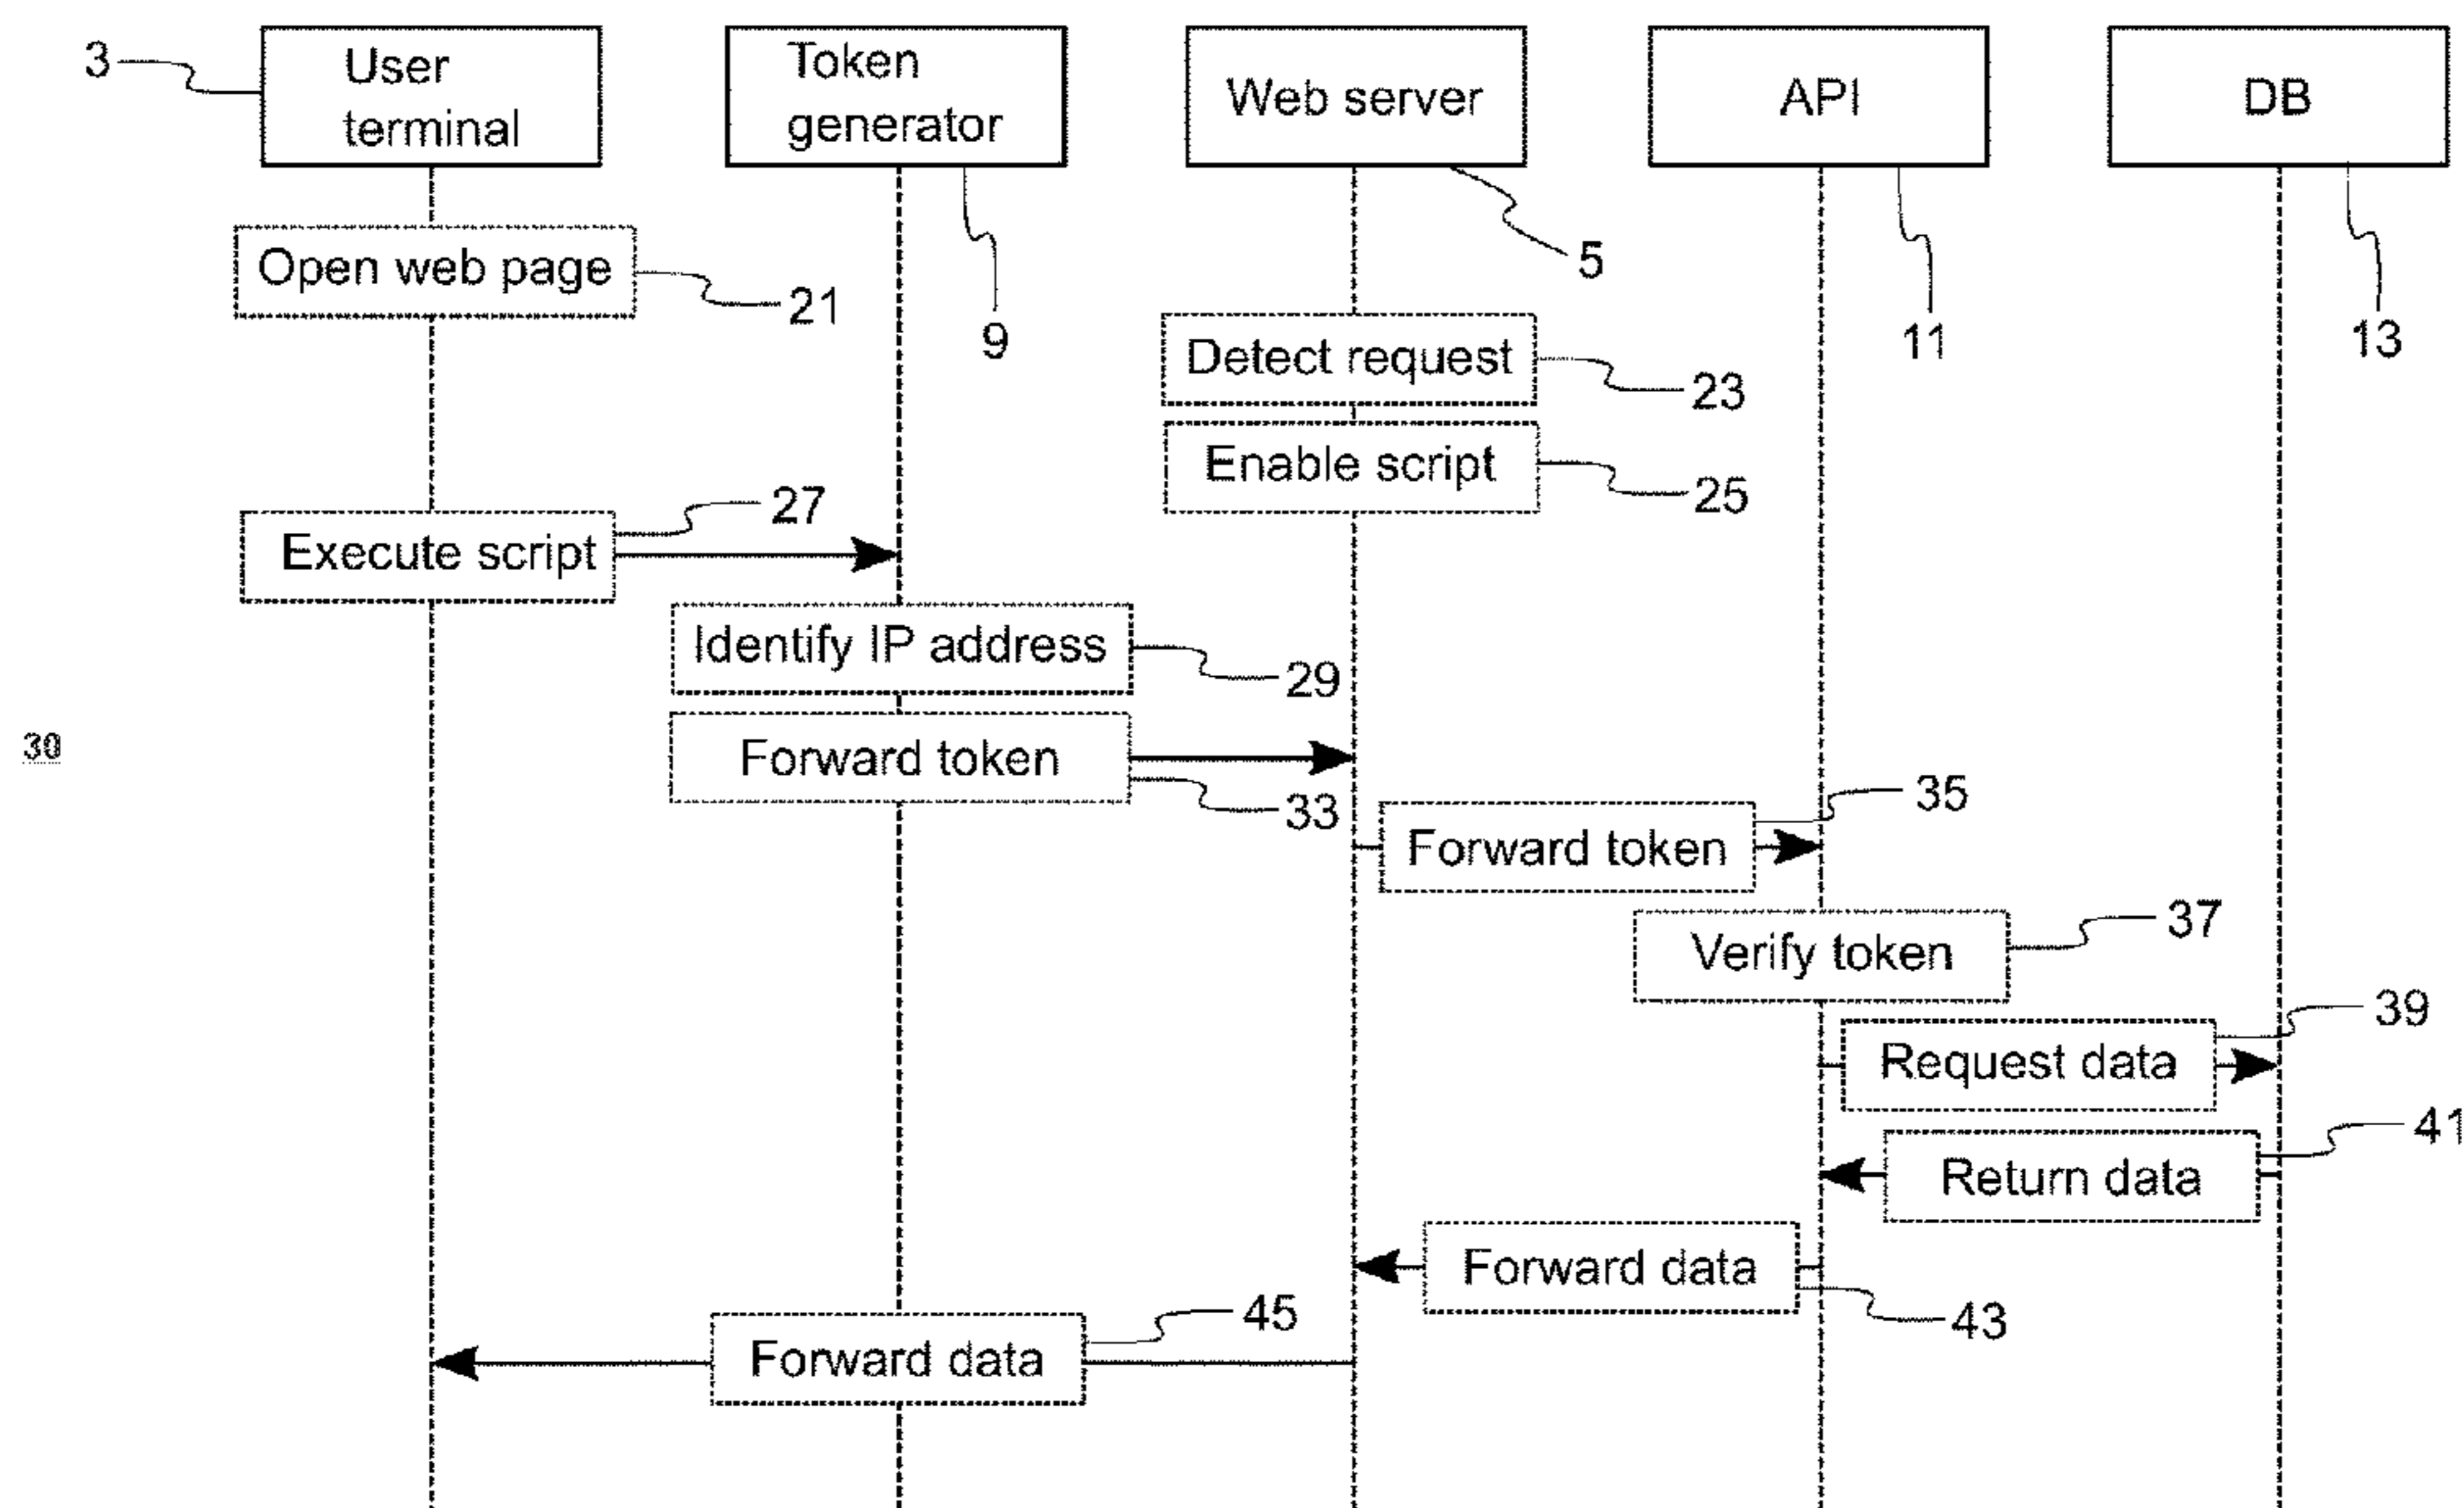 3
User
terminal
Token
generator
Web server
API
DB
Open web page
21
9
5
11
13
Detect request
23
Enable script
25
27
Execute script
Identify IP address
29
30
Forward token
33
35
Forward token
Verify token
37
39
Request data
41
Return data
Forward data
43
45
Forward data